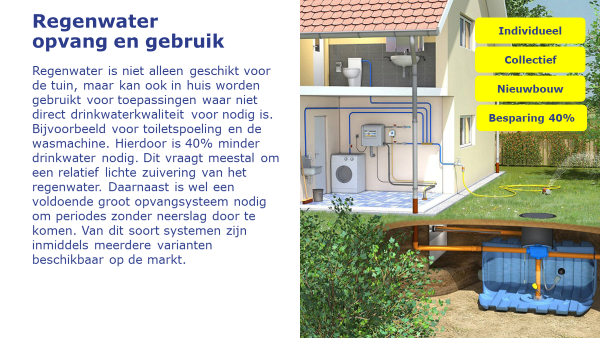 Regenwater
opvang en gebruik
Regenwater is niet alleen geschikt voor
de tuin, maar kan ook in huis worden
gebruikt voor toepassingen waar niet
direct drinkwaterkwaliteit voor nodig is.
Bijvoorbeeld voor toiletspoeling en de
wasmachine. Hierdoor is 40% minder
drinkwater nodig. Dit vraagt meestal om
een relatief lichte zuivering van het
regenwater. Daarnaast is wel een
voldoende groot opvangsysteem nodig
om periodes zonder neerslag door te
komen. Van dit soort systemen zijn
inmiddels meerdere varianten
beschikbaar op de markt.
Individueel
Collectief
Nieuwbouw
Besparing 40%